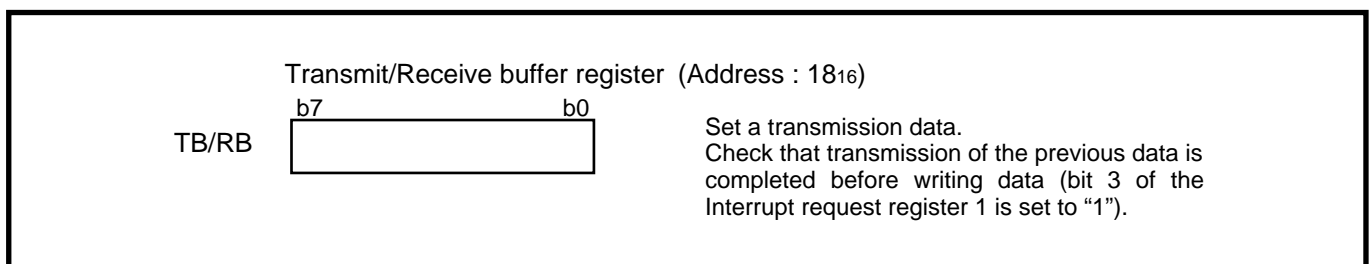 Transmit/Receive buffer register (Address : 1816)
b7 b0
TB/RB
Set a transmission data.
Check that transmission of the previous data is
completed before writing data (bit 3 of the
Interrupt request register 1 is set to “1”).